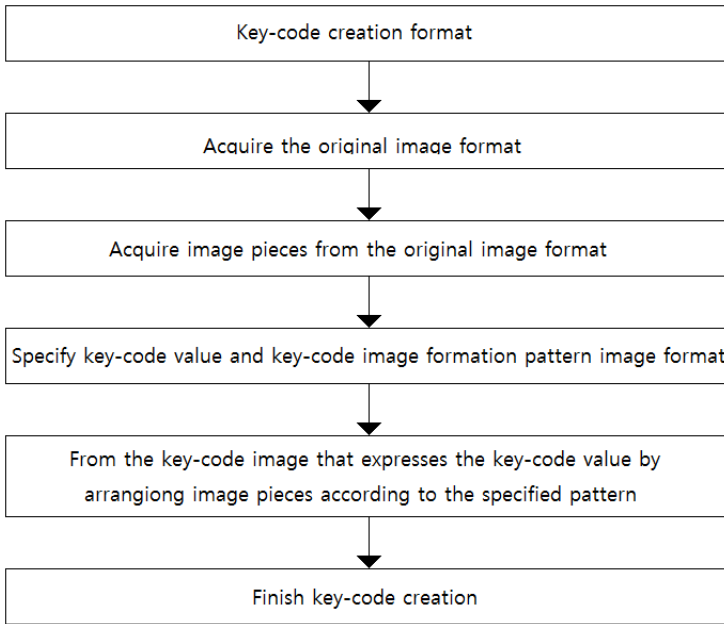 Key-code creation format
Acquire the original image format
Acquire image pieces from the original image format
Specify key-code value and key-code image formation pattern image format
From the key-code image that expresses the key-code value by
arrangiong image pieces according to the specified pattern
Finish key-code creation